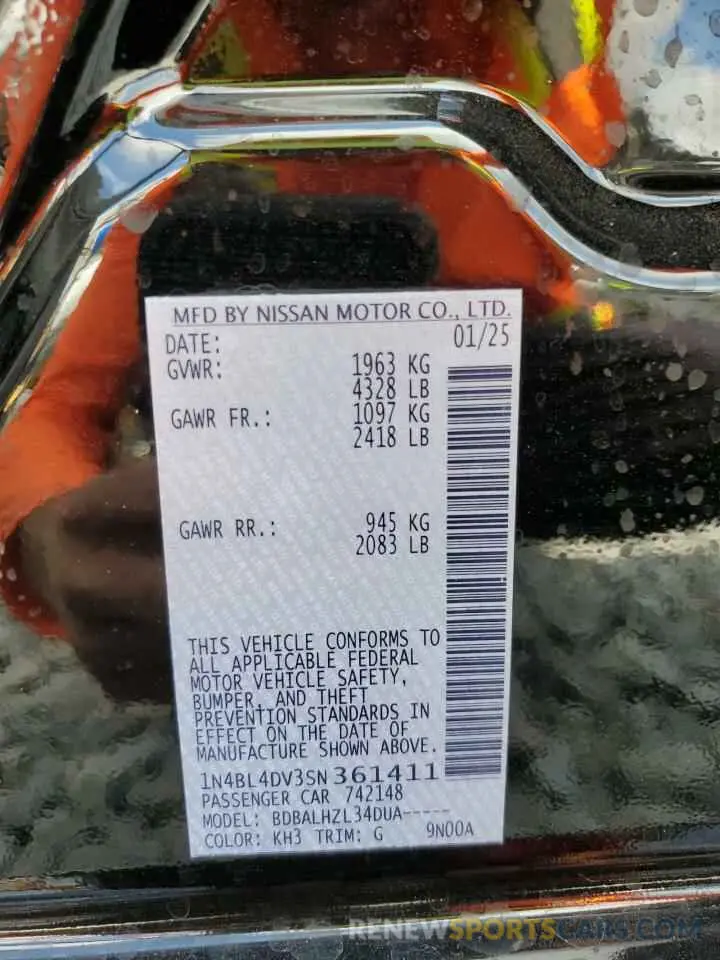 MFD BY NISSAN MOTOR CO., LTD.
DATE: 01/25
GVWR: 1963 KG
4328 LB
GAWR FR.: 1097 KG
2418 LB
GAWR RR.: 945 KG
2083 LB
THIS VEHICLE CONFORMS TO
ALL APPLICABLE FEDERAL
MOTOR VEHICLE SAFETY,
BUMPER, AND THEFT
PREVENTION STANDARDS IN
EFFECT ON THE DATE OF
MANUFACTURE SHOWN ABOVE.
1N4BL4DV3SN361411
PASSENGER CAR 742148
MODEL: BDBALHZL34DUA-----
COLOR: KH3 TRIM: G 9N00A
RENEWSPORTSCARS.COM